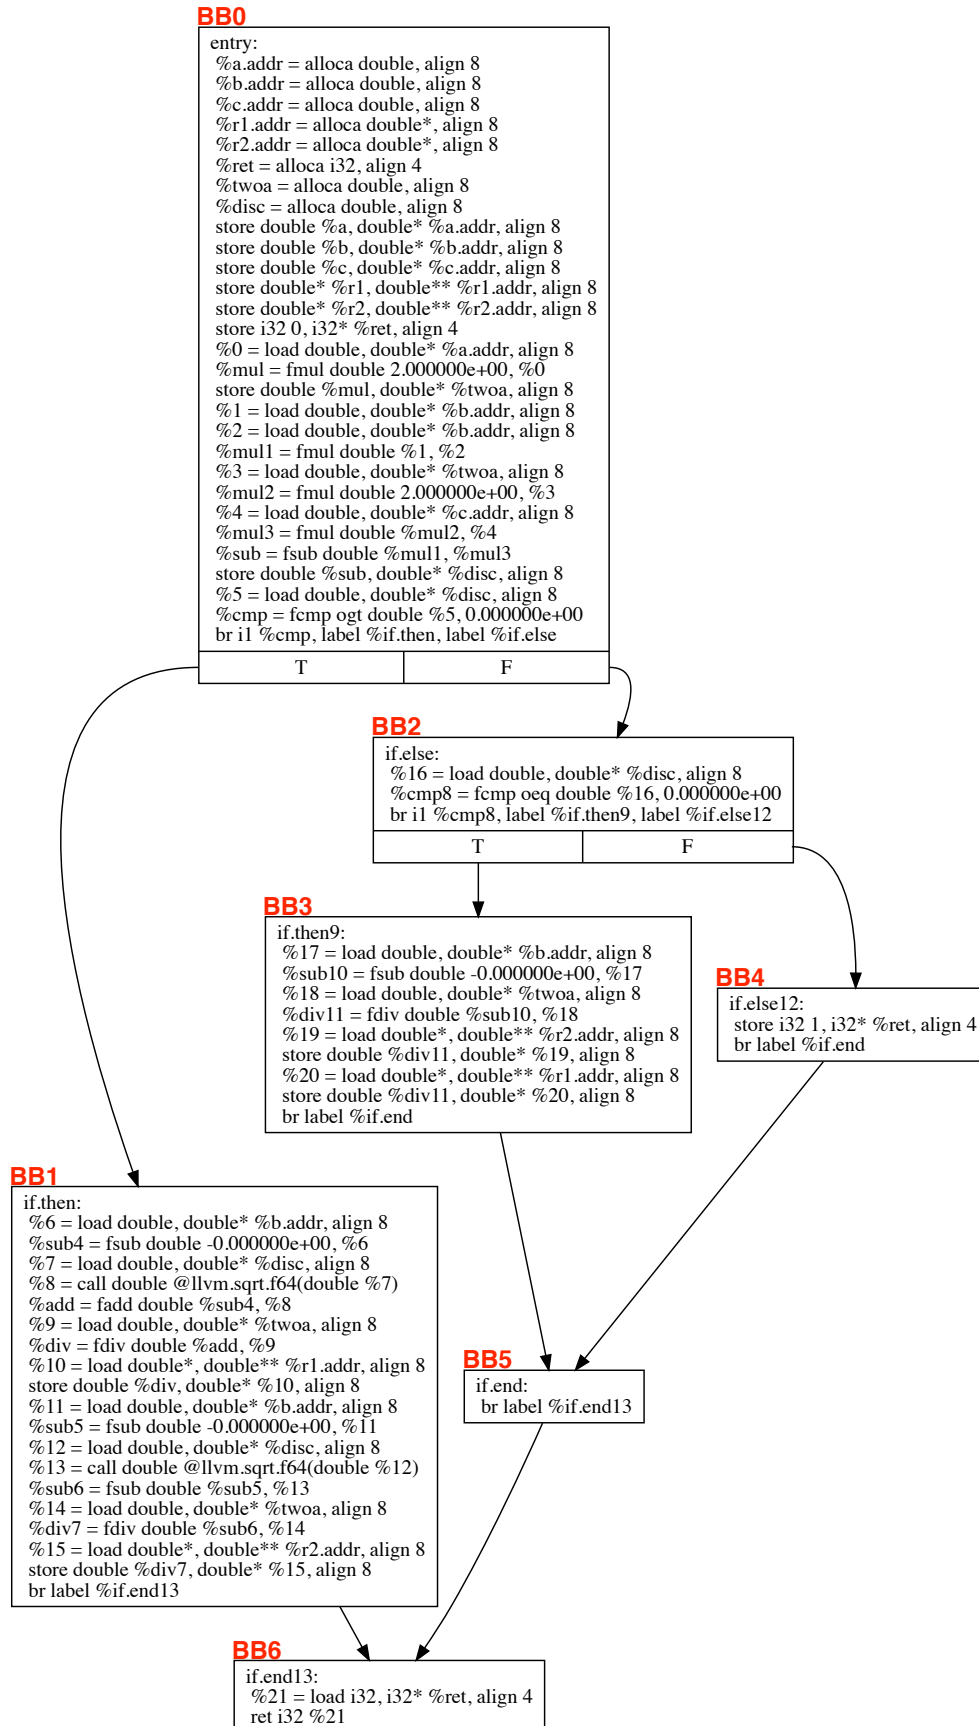 BB0
entry:
%a.addr = alloca double, align 8
%b.addr = alloca double, align 8
%c.addr = alloca double, align 8
%r1.addr = alloca double*, align 8
%r2.addr = alloca double*, align 8
%ret = alloca i32, align 4
%twoa = alloca double, align 8
%disc = alloca double, align 8
store double %a, double* %a.addr, align 8
store double %b, double* %b.addr, align 8
store double %c, double* %c.addr, align 8
store double* %r1, double** %r1.addr, align 8
store double* %r2, double** %r2.addr, align 8
store i32 0, i32* %ret, align 4
%0 = load double, double* %a.addr, align 8
%mul = fmul double 2.000000e+00, %0
store double %mul, double* %twoa, align 8
%1 = load double, double* %b.addr, align 8
%2 = load double, double* %b.addr, align 8
%mul1 = fmul double %1, %2
%3 = load double, double* %twoa, align 8
%mul2 = fmul double 2.000000e+00, %3
%4 = load double, double* %c.addr, align 8
%mul3 = fmul double %mul2, %4
%sub = fsub double %mul1, %mul3
store double %sub, double* %disc, align 8
%5 = load double, double* %disc, align 8
%cmp = fcmp ogt double %5, 0.000000e+00
br i1 %cmp, label %if.then, label %if.else
T F
BB2
if.else:
%16 = load double, double* %disc, align 8
%cmp8 = fcmp oeq double %16, 0.000000e+00
br i1 %cmp8, label %if.then9, label %if.else12
T F
BB3
if.then9:
%17 = load double, double* %b.addr, align 8
%sub10 = fsub double -0.000000e+00, %17
%18 = load double, double* %twoa, align 8
%div11 = fdiv double %sub10, %18
%19 = load double*, double** %r2.addr, align 8
store double %div11, double* %19, align 8
%20 = load double*, double** %r1.addr, align 8
store double %div11, double* %20, align 8
br label %if.end
BB4
if.else12:
store i32 1, i32* %ret, align 4
br label %if.end
BB1
if.then:
%6 = load double, double* %b.addr, align 8
%sub4 = fsub double -0.000000e+00, %6
%7 = load double, double* %disc, align 8
%8 = call double @llvm.sqrt.f64(double %7)
%add = fadd double %sub4, %8
%9 = load double, double* %twoa, align 8
%div = fdiv double %add, %9
%10 = load double*, double** %r1.addr, align 8
store double %div, double* %10, align 8
%11 = load double, double* %b.addr, align 8
%sub5 = fsub double -0.000000e+00, %11
%12 = load double, double* %disc, align 8
%13 = call double @llvm.sqrt.f64(double %12)
%sub6 = fsub double %sub5, %13
%14 = load double, double* %twoa, align 8
%div7 = fdiv double %sub6, %14
%15 = load double*, double** %r2.addr, align 8
store double %div7, double* %15, align 8
br label %if.end13
BB5
if.end:
br label %if.end13
BB6
if.end13:
%21 = load i32, i32* %ret, align 4
ret i32 %21